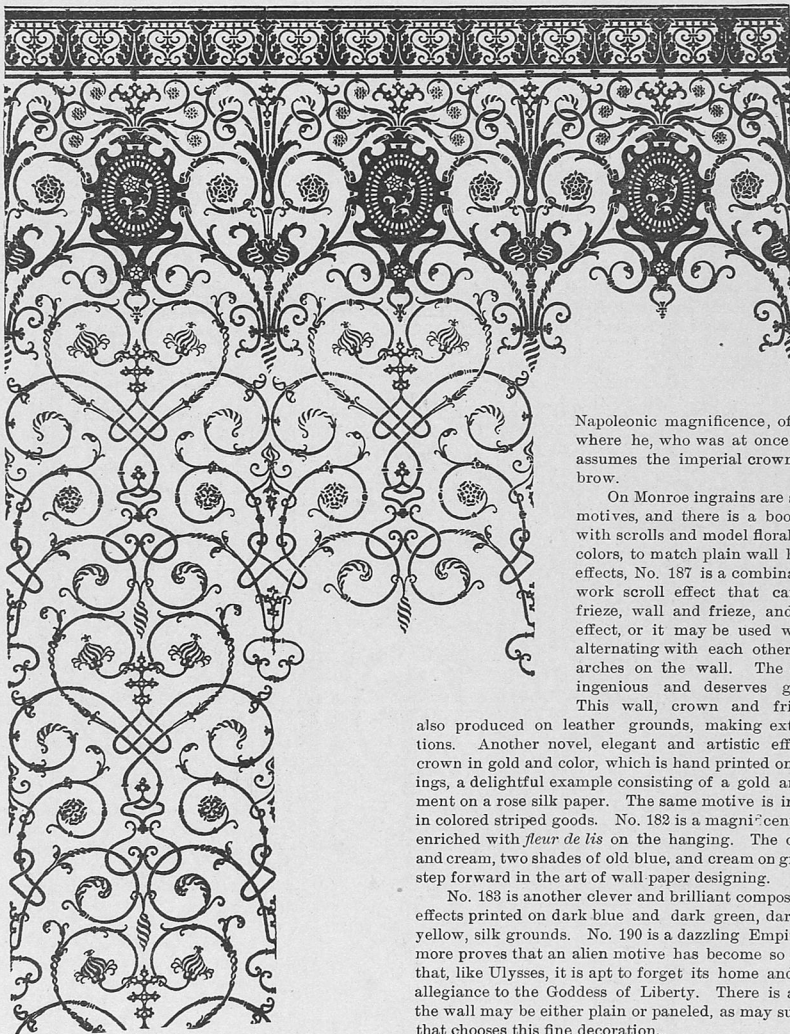 Napoleonic magnificence, of
where he, who was at once
assumes the imperial crown
brow.
On Monroe ingrains are
motives, and there is a boo
with scrolls and model floral
colors, to match plain wall
effects, No. 187 is a combina
work scroll effect that ca
frieze, wall and frieze, and
effect, or it may be used w
alternating with each other
arches on the wall. The
ingenious and deserves g
This wall, crown and fri
also produced on leather grounds, making ext
tions. Another novel, elegant and artistic eff
crown in gold and color, which is hand printed on
ings, a delightful example consisting of a gold a
ment on a rose silk paper. The same motive is i
in colored striped goods. No. 182 is a magnificen
enriched with fleur de lis on the hanging. The
and cream, two shades of old blue, and cream on g
step forward in the art of wall paper designing.
No. 183 is another clever and brilliant compos
effects printed on dark blue and dark green, dar
yellow, silk grounds. No. 190 is a dazzling Empi
more proves that an alien motive has become so
that, like Ulysses, it is apt to forget its home and
allegiance to the Goddess of Liberty. There is a
the wall may be either plain or paneled, as may su
that chooses this fine decoration.